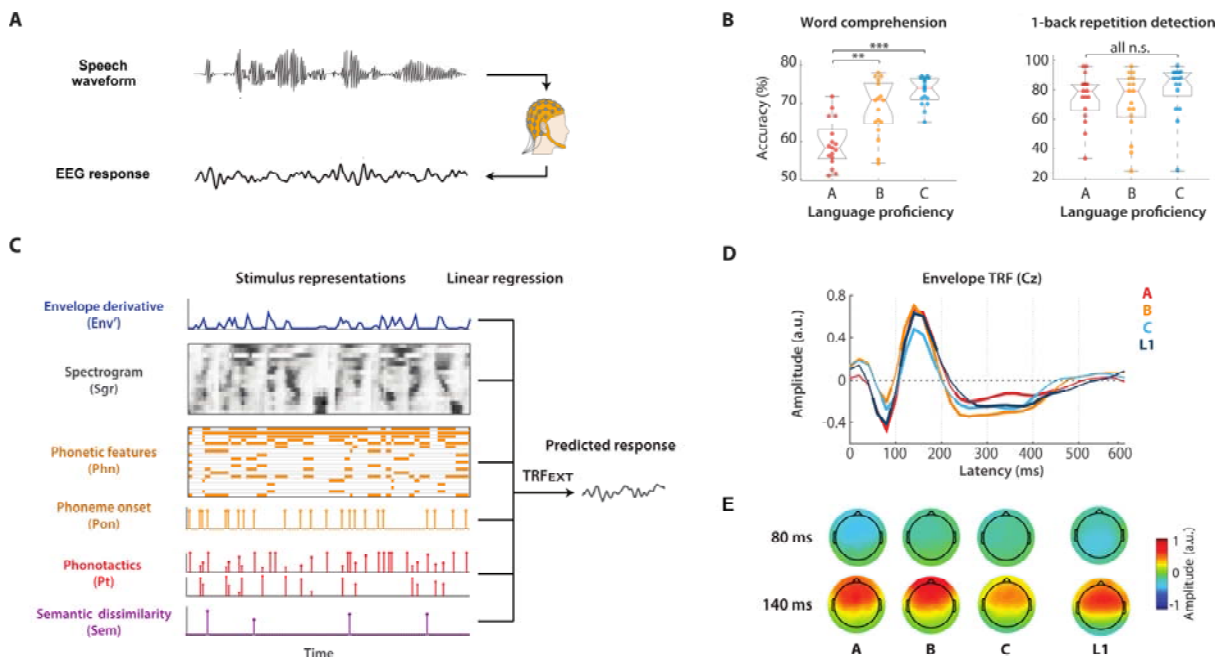 A
Speech
waveform
EEG response
B
Word comprehension
1-back repetition detection
***
**
all n.s.
Accuracy (%)
80
70
60
50
100
80
60
40
20
A B C
A B C
Language proficiency
Language proficiency
C
Stimulus representations
Linear regression
Envelope derivative
(Env')
Spectrogram
(Sgr)
Phonetic features
(Phn)
Phoneme onset
(Pon)
Phonotactics
(Pt)
Semantic dissimilarity
(Sem)
Time
TRFEXT
Predicted response
D
Envelope TRF (Cz)
A
B
C
L1
Amplitude (a.u.)
0.8
0.4
0
-0.4
0 100 200 300 400 500 600
Latency (ms)
E
80 ms
140 ms
A B C L1
1
0
-1
Amplitude (a.u.)